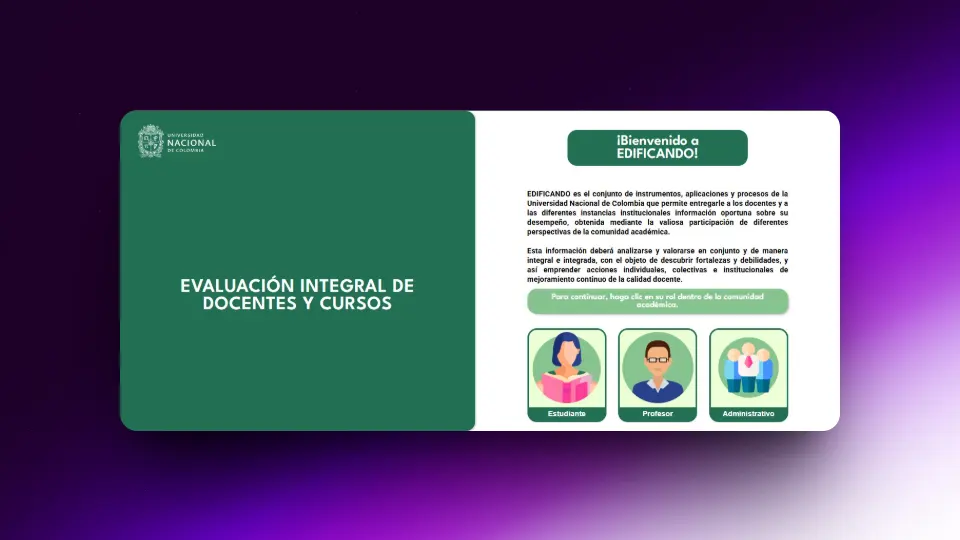 UNIVERSIDAD
NACIONAL
DE COLOMBIA
EVALUACIÓN INTEGRAL DE
DOCENTES Y CURSOS
¡Bienvenido a
EDIFICANDO!
EDIFICANDO es el conjunto de instrumentos, aplicaciones y procesos de la
Universidad Nacional de Colombia que permite entregarle a los docentes y a
las diferentes instancias institucionales información oportuna sobre su
desempeño, obtenida mediante la valiosa participación de diferentes
perspectivas de la comunidad académica.
Esta información deberá analizarse y valorarse en conjunto y de manera
integral e integrada, con el objeto de descubrir fortalezas y debilidades, y
así emprender acciones individuales, colectivas e institucionales de
mejoramiento continuo de la calidad docente.
Para continuar, haga clic en su rol dentro de la comunidad
académica.
Estudiante
Profesor
Administrativo